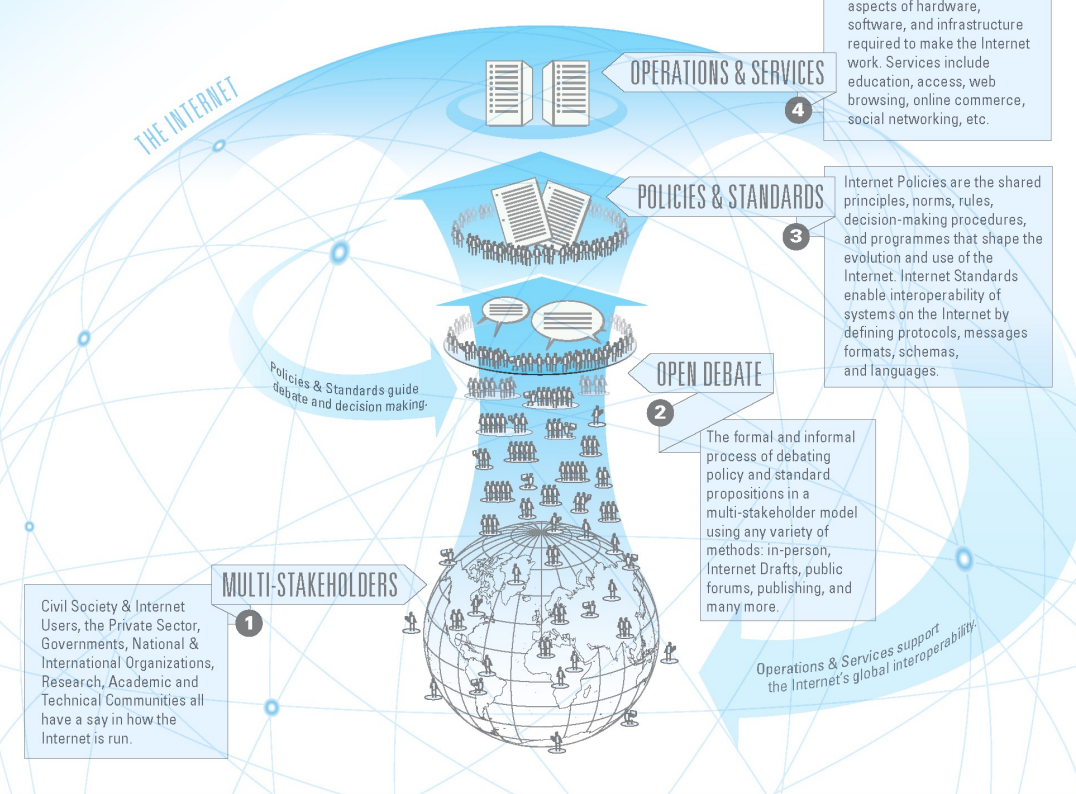 THE INTERNET
aspects of hardware,
software, and infrastructure
required to make the Internet
work. Services include
education, access, web
browsing, online commerce,
social networking, etc.
OPERATIONS & SERVICES
4
POLICIES & STANDARDS
3
Internet Policies are the shared
principles, norms, rules,
decision-making procedures,
and programmes that shape the
evolution and use of the
Internet. Internet Standards
enable interoperability of
systems on the Internet by
defining protocols, messages
formats, schemas,
and languages.
Policies & Standards guide
debate and decision making.
OPEN DEBATE
2
The formal and informal
process of debating
policy and standard
propositions in a
multi-stakeholder model
using any variety of
methods: in-person,
Internet Drafts, public
forums, publishing, and
many more.
MULTI-STAKEHOLDERS
1
Civil Society & Internet
Users, the Private Sector,
Governments, National &
International Organizations,
Research, Academic and
Technical Communities all
have a say in how the
Internet is run.
Operations & Services support
the Internet's global interoperability.